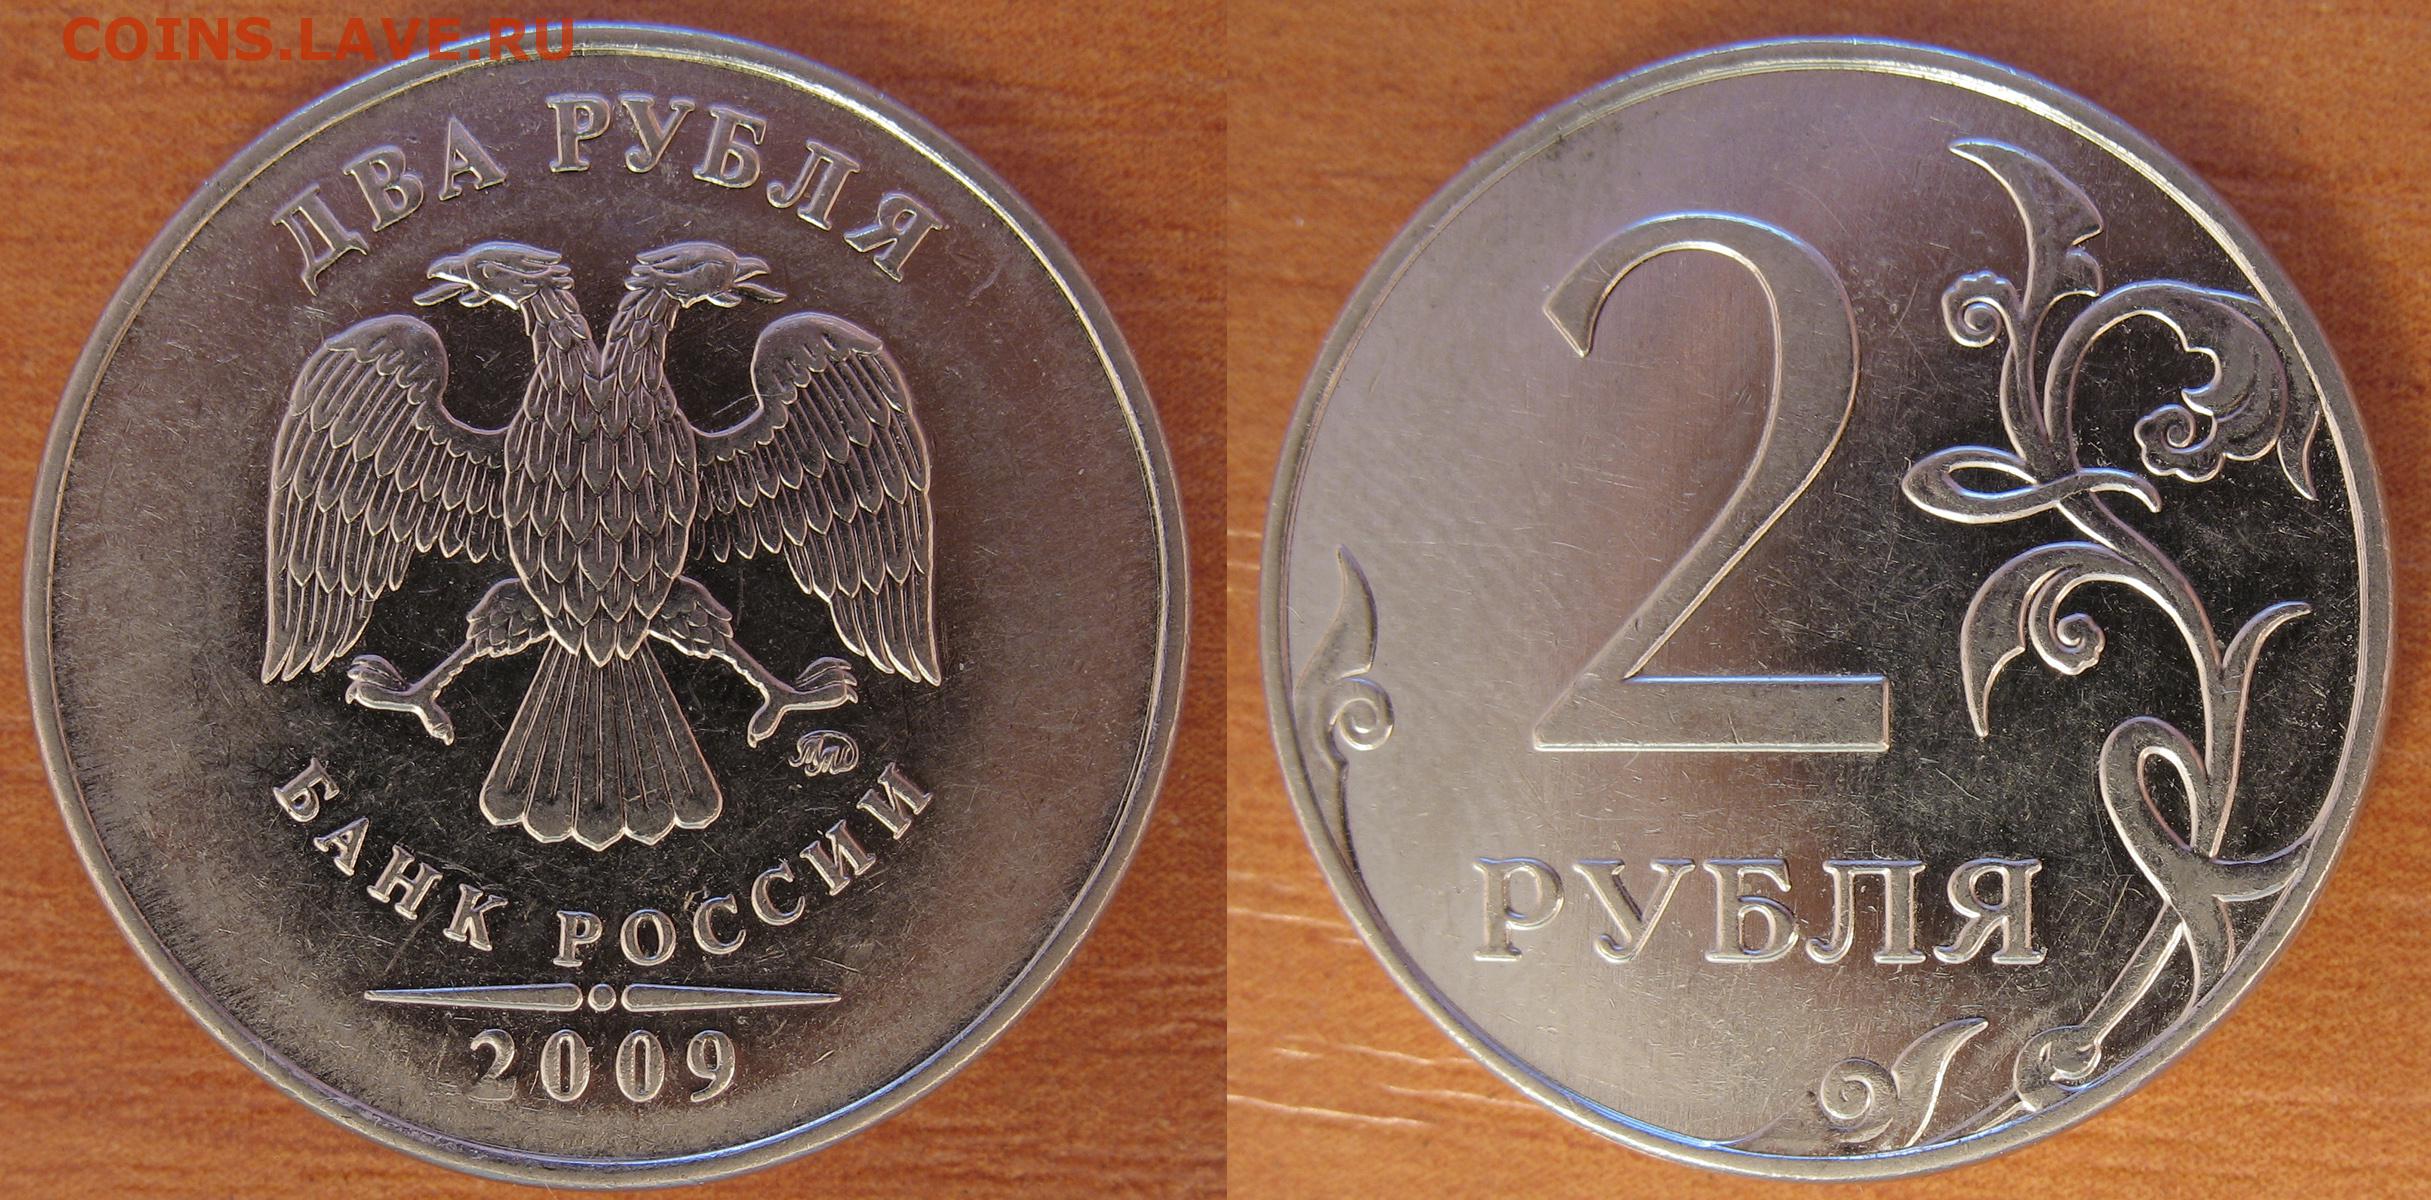 COINS.LAVE.RU
ДВА РУБЛЯ
ММД
БАНК РОССИИ
2009
2
РУБЛЯ